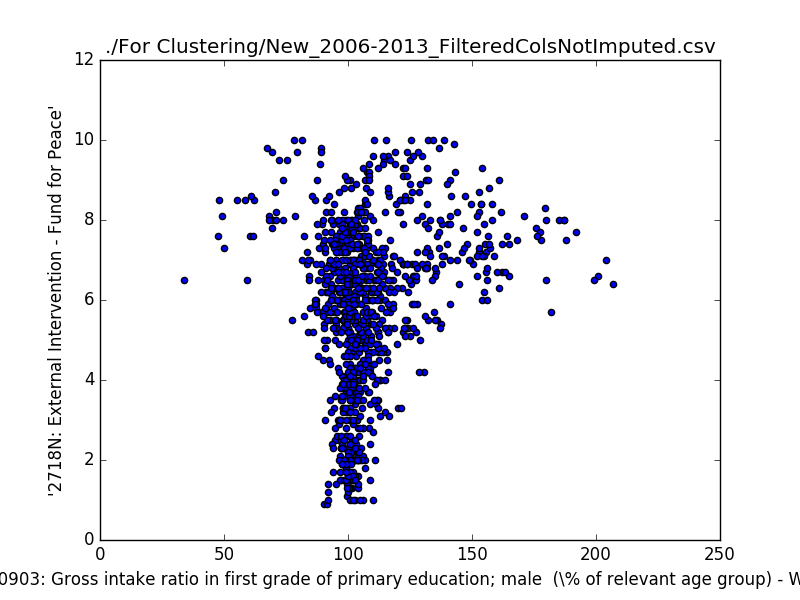 ./For Clustering/New_2006-2013_FilteredColsNotImputed.csv
12
10
8
6
4
2
0
'2718N: External Intervention - Fund for Peace'
0 50 100 150 200 250
0903: Gross intake ratio in first grade of primary education; male (\% of relevant age group) - W